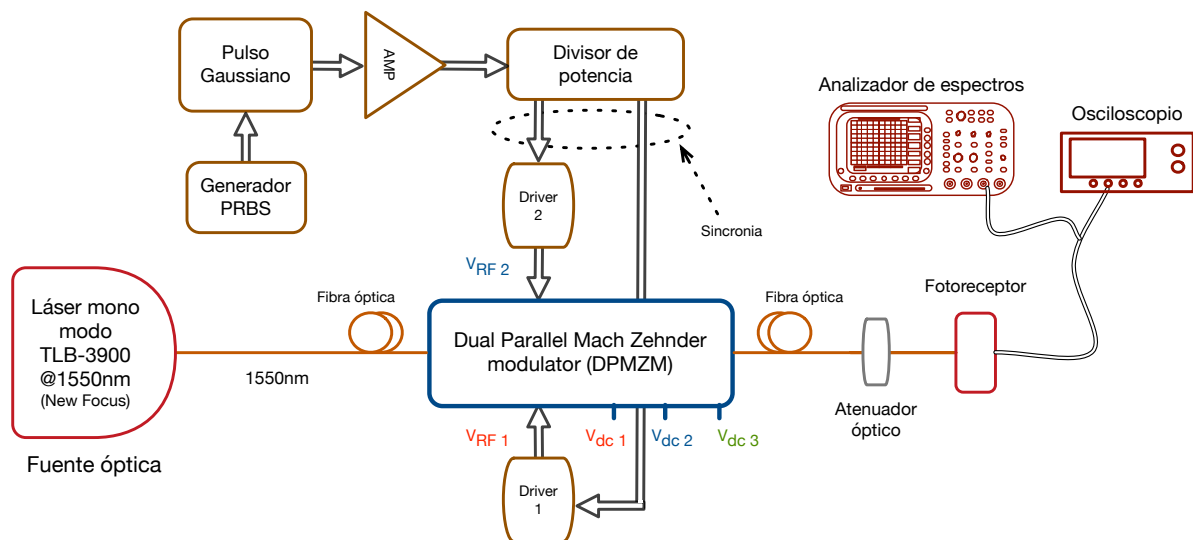 Pulso
Gaussiano
AMP
Divisor de
potencia
Analizador de espectros
Osciloscopio
Generador
PRBS
Driver
2
Sincronia
V_RF 2
Láser mono
modo
TLB-3900
@1550nm
(New Focus)
Fibra óptica
1550nm
Dual Parallel Mach Zehnder
modulator (DPMZM)
Fibra óptica
Fotoreceptor
Atenuador
óptico
V_RF 1
V_dc 1
V_dc 2
V_dc 3
Fuente óptica
Driver
1